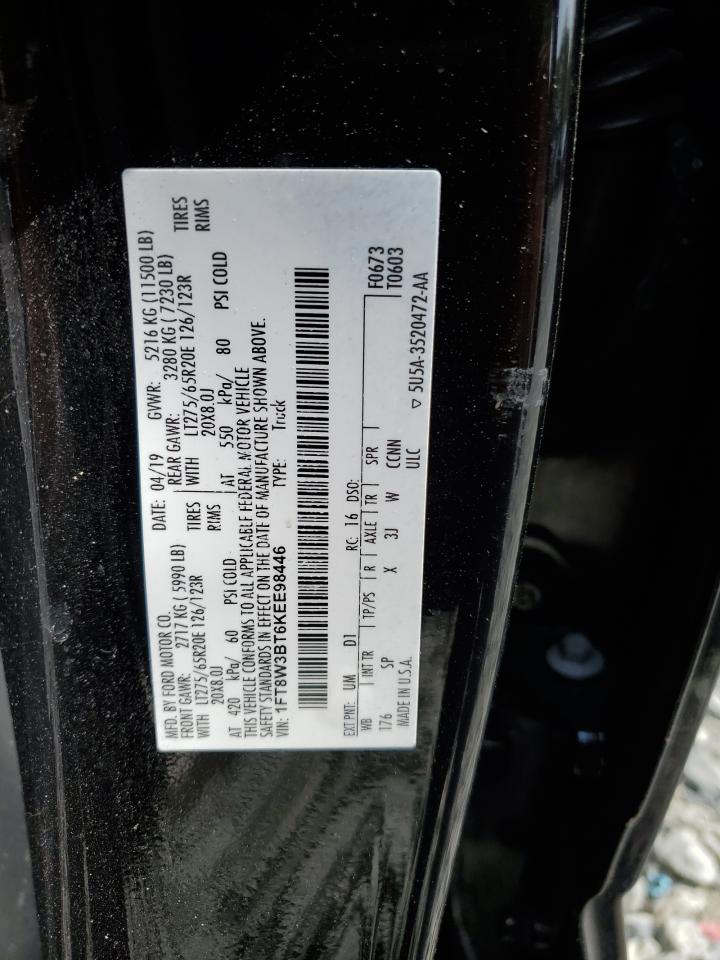 MFD. BY FORD MOTOR CO.
DATE: 04/19 GVWR: 5216 KG (11500 LB)
FRONT GAWR: 2717 KG ( 5990 LB) REAR GAWR: 3280 KG ( 7230 LB)
WITH LT275/65R20E 126/123R TIRES WITH LT275/65R20E 126/123R TIRES
20X8.0J RIMS 20X8.0J RIMS
AT 420 kPa/ 60 PSI COLD AT 550 kPa/ 80 PSI COLD
THIS VEHICLE CONFORMS TO ALL APPLICABLE FEDERAL MOTOR VEHICLE
SAFETY STANDARDS IN EFFECT ON THE DATE OF MANUFACTURE SHOWN ABOVE.
VIN: 1FT8W3BT6KEE98446 TYPE: Truck
EXT PNT: UM D1 RC: 16 DSO: F0673
WB INT TR TP/PS R AXLE TR SPR T0603
176 SP X 3J W CCNN
MADE IN U.S.A. ULC ▽ 5U5A-3520472-AA